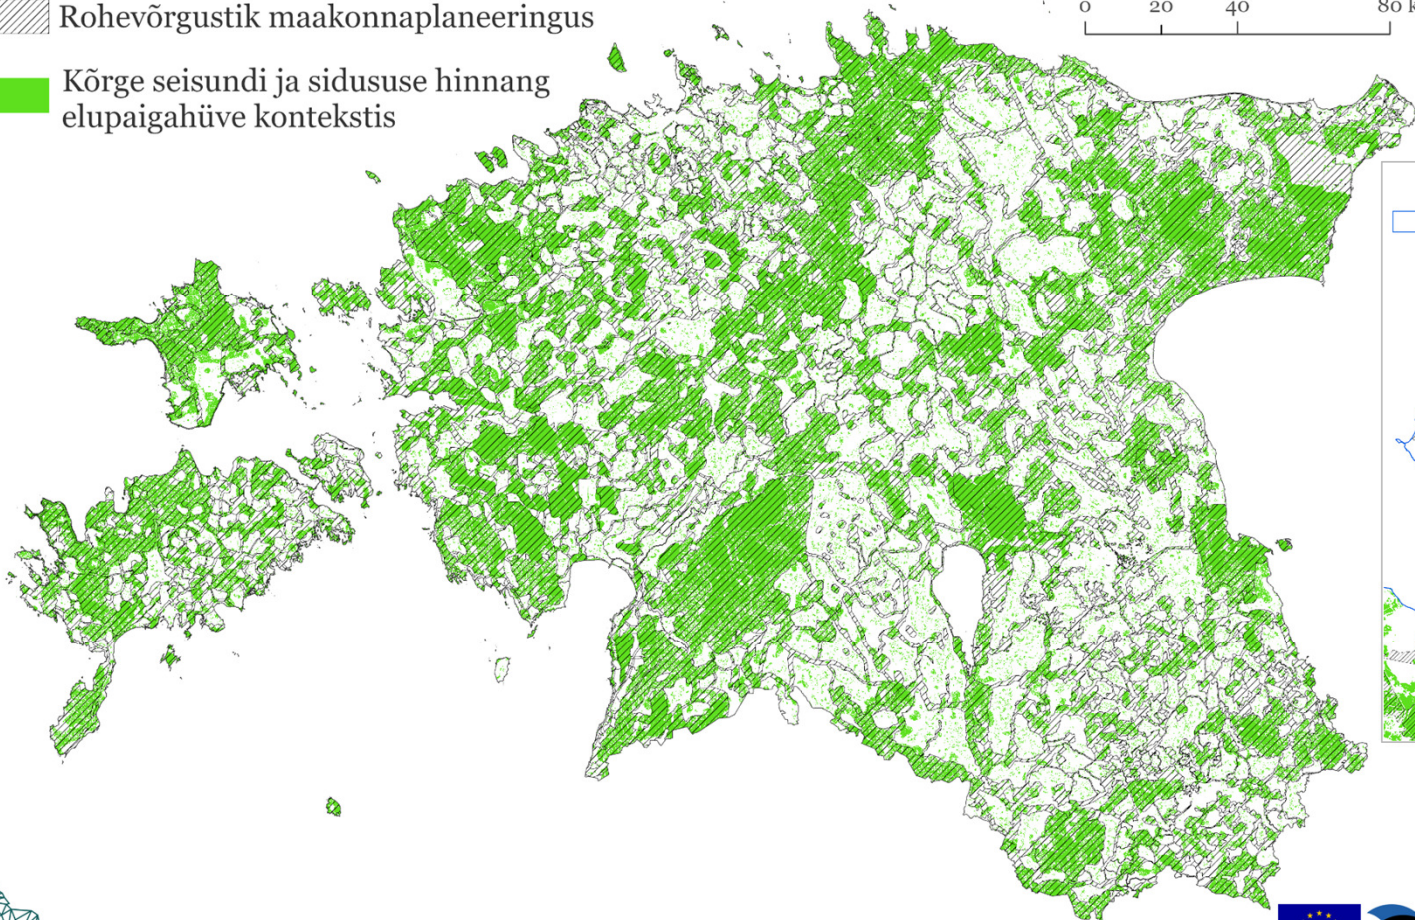 Rohevõrgustik maakonnaplaneeringus
0 20 40 80 k
Kõrge seisundi ja sidususe hinnang
elupaigahüve kontekstis